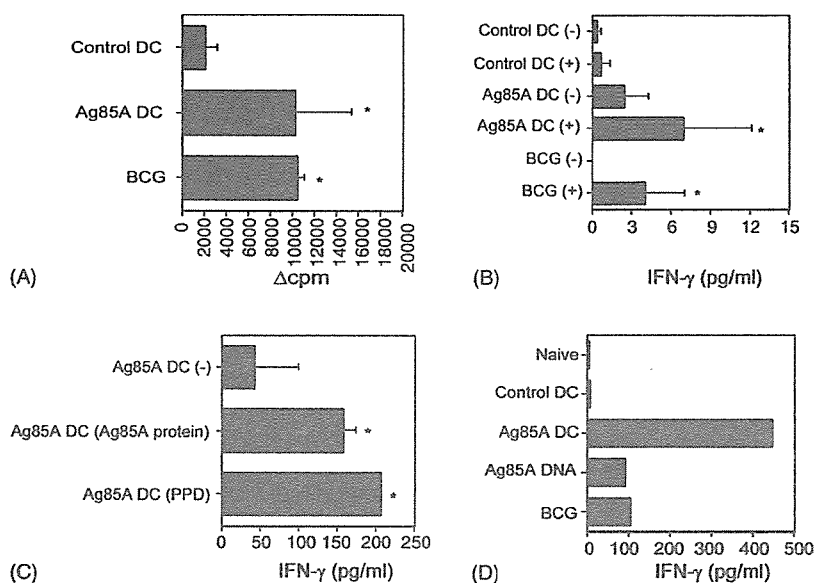 Control DC
Ag85A DC
BCG
0
2000
4000
6000
8000
10000
12000
14000
16000
18000
20000
Δcpm
*
*
(A)
Control DC (-)
Control DC (+)
Ag85A DC (-)
Ag85A DC (+)
BCG (-)
BCG (+)
*
*
0 3 6 9 12 15
IFN-γ (pg/ml)
(B)
Ag85A DC (-)
Ag85A DC (Ag85A protein)
Ag85A DC (PPD)
*
*
0 50 100 150 200 250
IFN-γ (pg/ml)
(C)
Naive
Control DC
Ag85A DC
Ag85A DNA
BCG
0 100 200 300 400 500
IFN-γ (pg/ml)
(D)